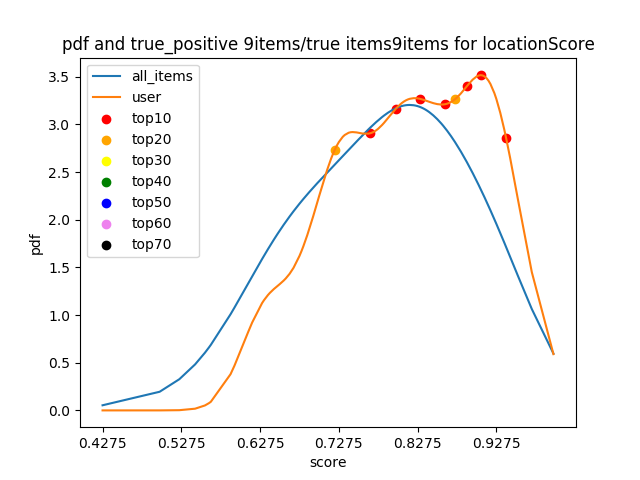 pdf and true_positive 9items/true items9items for locationScore
all_items
user
top10
top20
top30
top40
top50
top60
top70
pdf
3.5
3.0
2.5
2.0
1.5
1.0
0.5
0.0
0.4275 0.5275 0.6275 0.7275 0.8275 0.9275
score